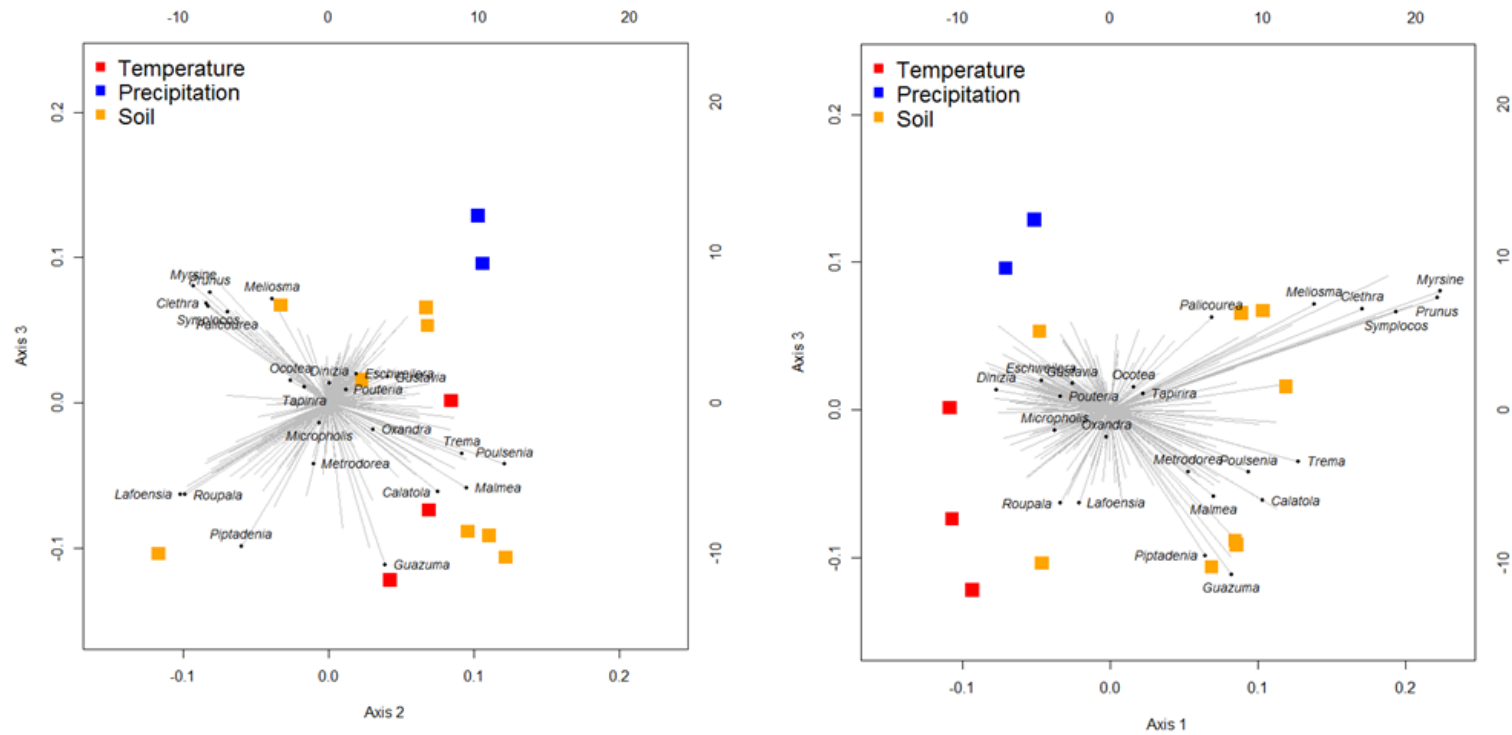 -10 0 10 20
Temperature
Precipitation
Soil
0.2
0.1
0.0
-0.1
Axis 3
20
10
0
-10
Myrsine
Prunus
Meliosma
Clethra
Symplocos
Palicourea
Ocotea
Dinizia
Eschweilera
Gustavia
Pouteria
Tapirira
Micropholis
Oxandra
Trema
Poulsenia
Metrodorea
Malmea
Calatola
Lafoensia
Roupala
Piptadenia
Guazuma
-0.1 0.0 0.1 0.2
Axis 2
-10 0 10 20
Temperature
Precipitation
Soil
0.2
0.1
0.0
-0.1
Axis 3
20
10
0
-10
Myrsine
Meliosma
Clethra
Prunus
Palicourea
Symplocos
Eschweilera
Gustavia
Ocotea
Dinizia
Pouteria
Tapirira
Micropholis
Oxandra
Metrodorea
Poulsenia
Trema
Calatola
Malmea
Roupala
Lafoensia
Piptadenia
Guazuma
-0.1 0.0 0.1 0.2
Axis 1